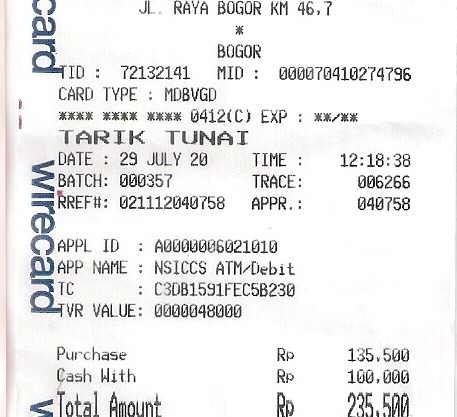 JL. RAYA BOGOR KM 46,7
*
BOGOR
TID : 72132141 MID : 000070410274796
CARD TYPE : MDBVGD
**** **** **** 0412(C) EXP : **/**
TARIK TUNAI
DATE : 29 JULY 20 TIME : 12:18:38
BATCH: 000357 TRACE: 006266
RREF#: 021112040758 APPR.: 040758
APPL ID : A0000006021010
APP NAME : NSICCS ATM/Debit
TC : C3DB1591FEC5B230
TVR VALUE: 0000048000
Purchase Rp 135,500
Cash With Rp 100,000
Total Amount Rp 235,500
wirecard
wirecard